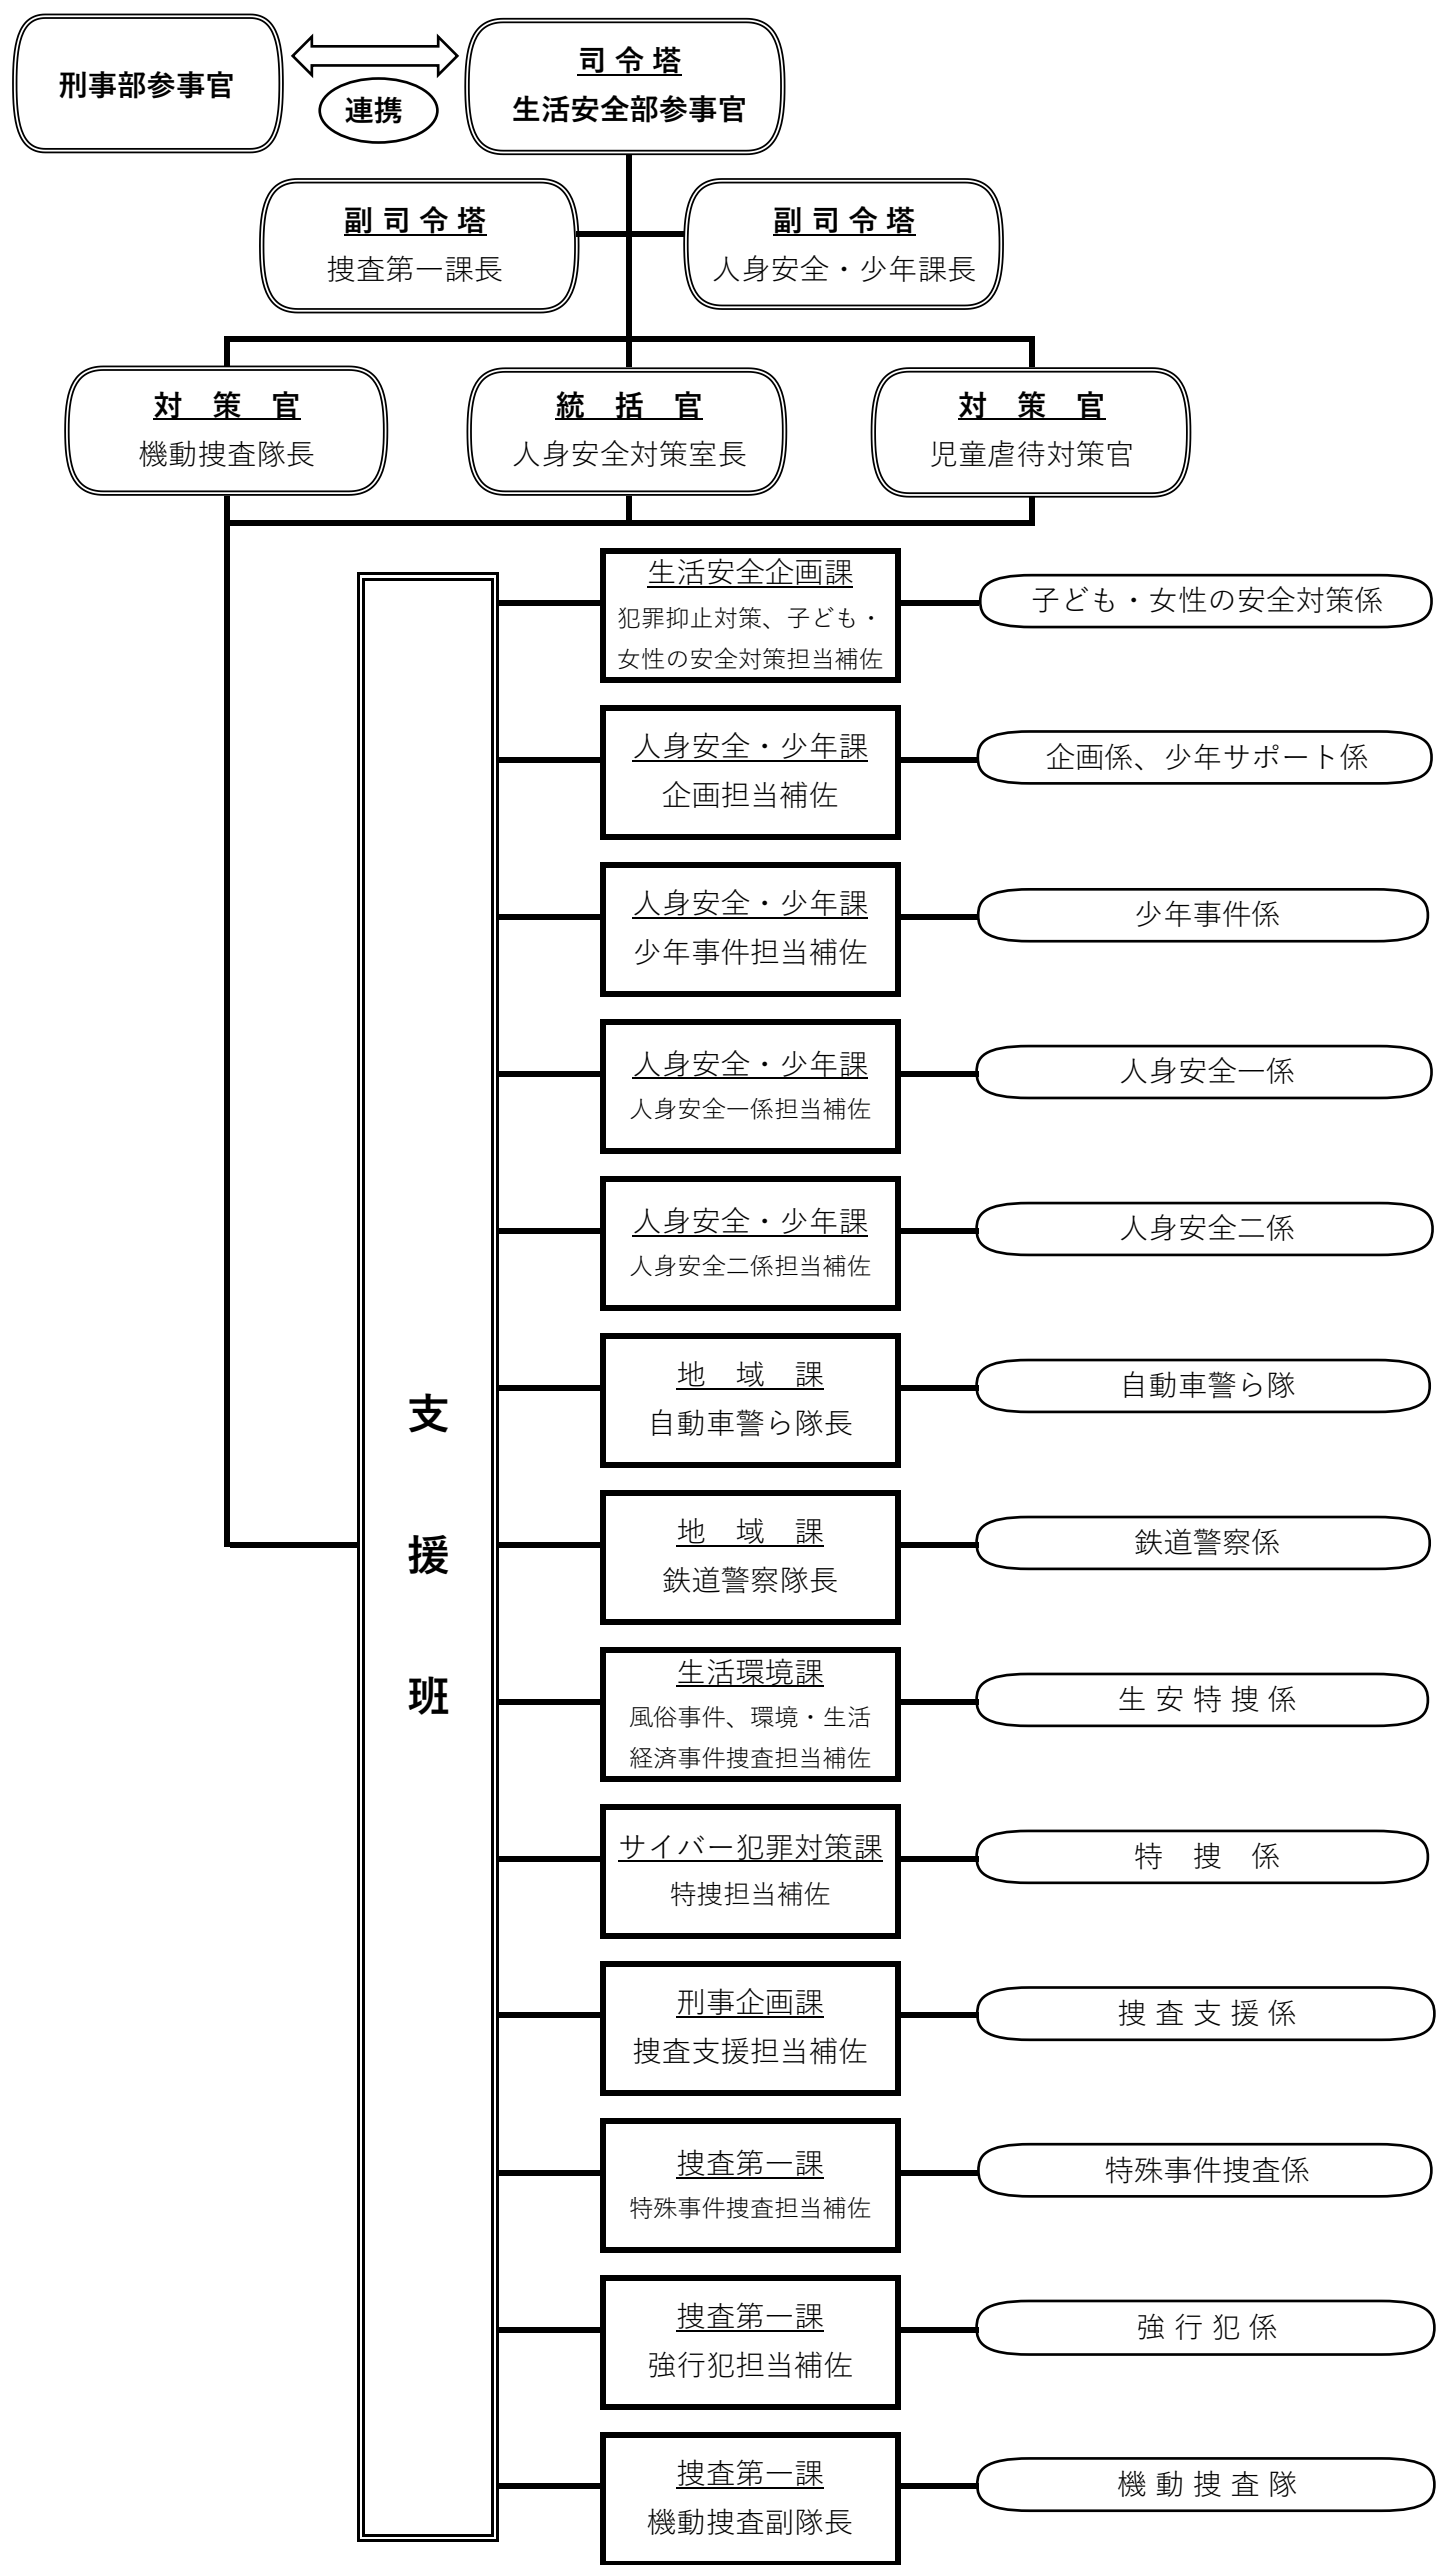 刑事部参事官
連携
司令塔
生活安全部参事官
副司令塔
捜査第一課長
副司令塔
人身安全・少年課長
対　策　官
機動捜査隊長
統　括　官
人身安全対策室長
対　策　官
児童虐待対策官
支
援
班
生活安全企画課
犯罪抑止対策、子ども・
女性の安全対策担当補佐
子ども・女性の安全対策係
人身安全・少年課
企画担当補佐
企画係、少年サポート係
人身安全・少年課
少年事件担当補佐
少年事件係
人身安全・少年課
人身安全一係担当補佐
人身安全一係
人身安全・少年課
人身安全二係担当補佐
人身安全二係
地　域　課
自動車警ら隊長
自動車警ら隊
地　域　課
鉄道警察隊長
鉄道警察係
生活環境課
風俗事件、環境・生活
経済事件捜査担当補佐
生安特捜係
サイバー犯罪対策課
特捜担当補佐
特　捜　係
刑事企画課
捜査支援担当補佐
捜査支援係
捜査第一課
特殊事件捜査担当補佐
特殊事件捜査係
捜査第一課
強行犯担当補佐
強行犯係
捜査第一課
機動捜査副隊長
機動捜査隊